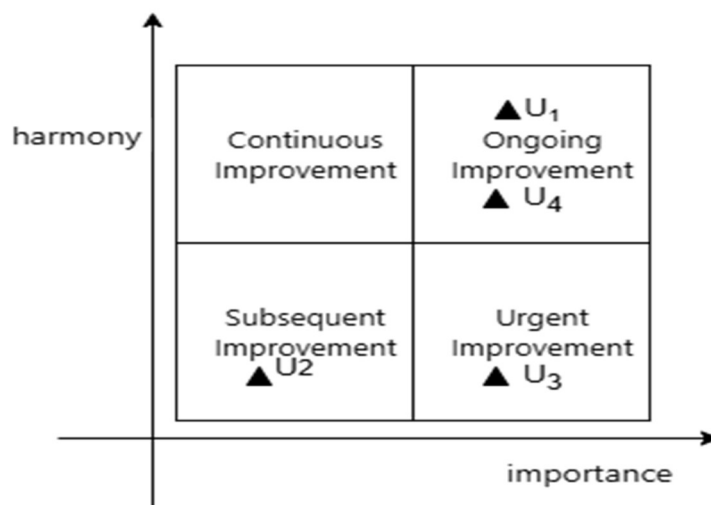 harmony
Continuous
Improvement
U₁
Ongoing
Improvement
U₄
Subsequent
Improvement
U2
Urgent
Improvement
U₃
importance